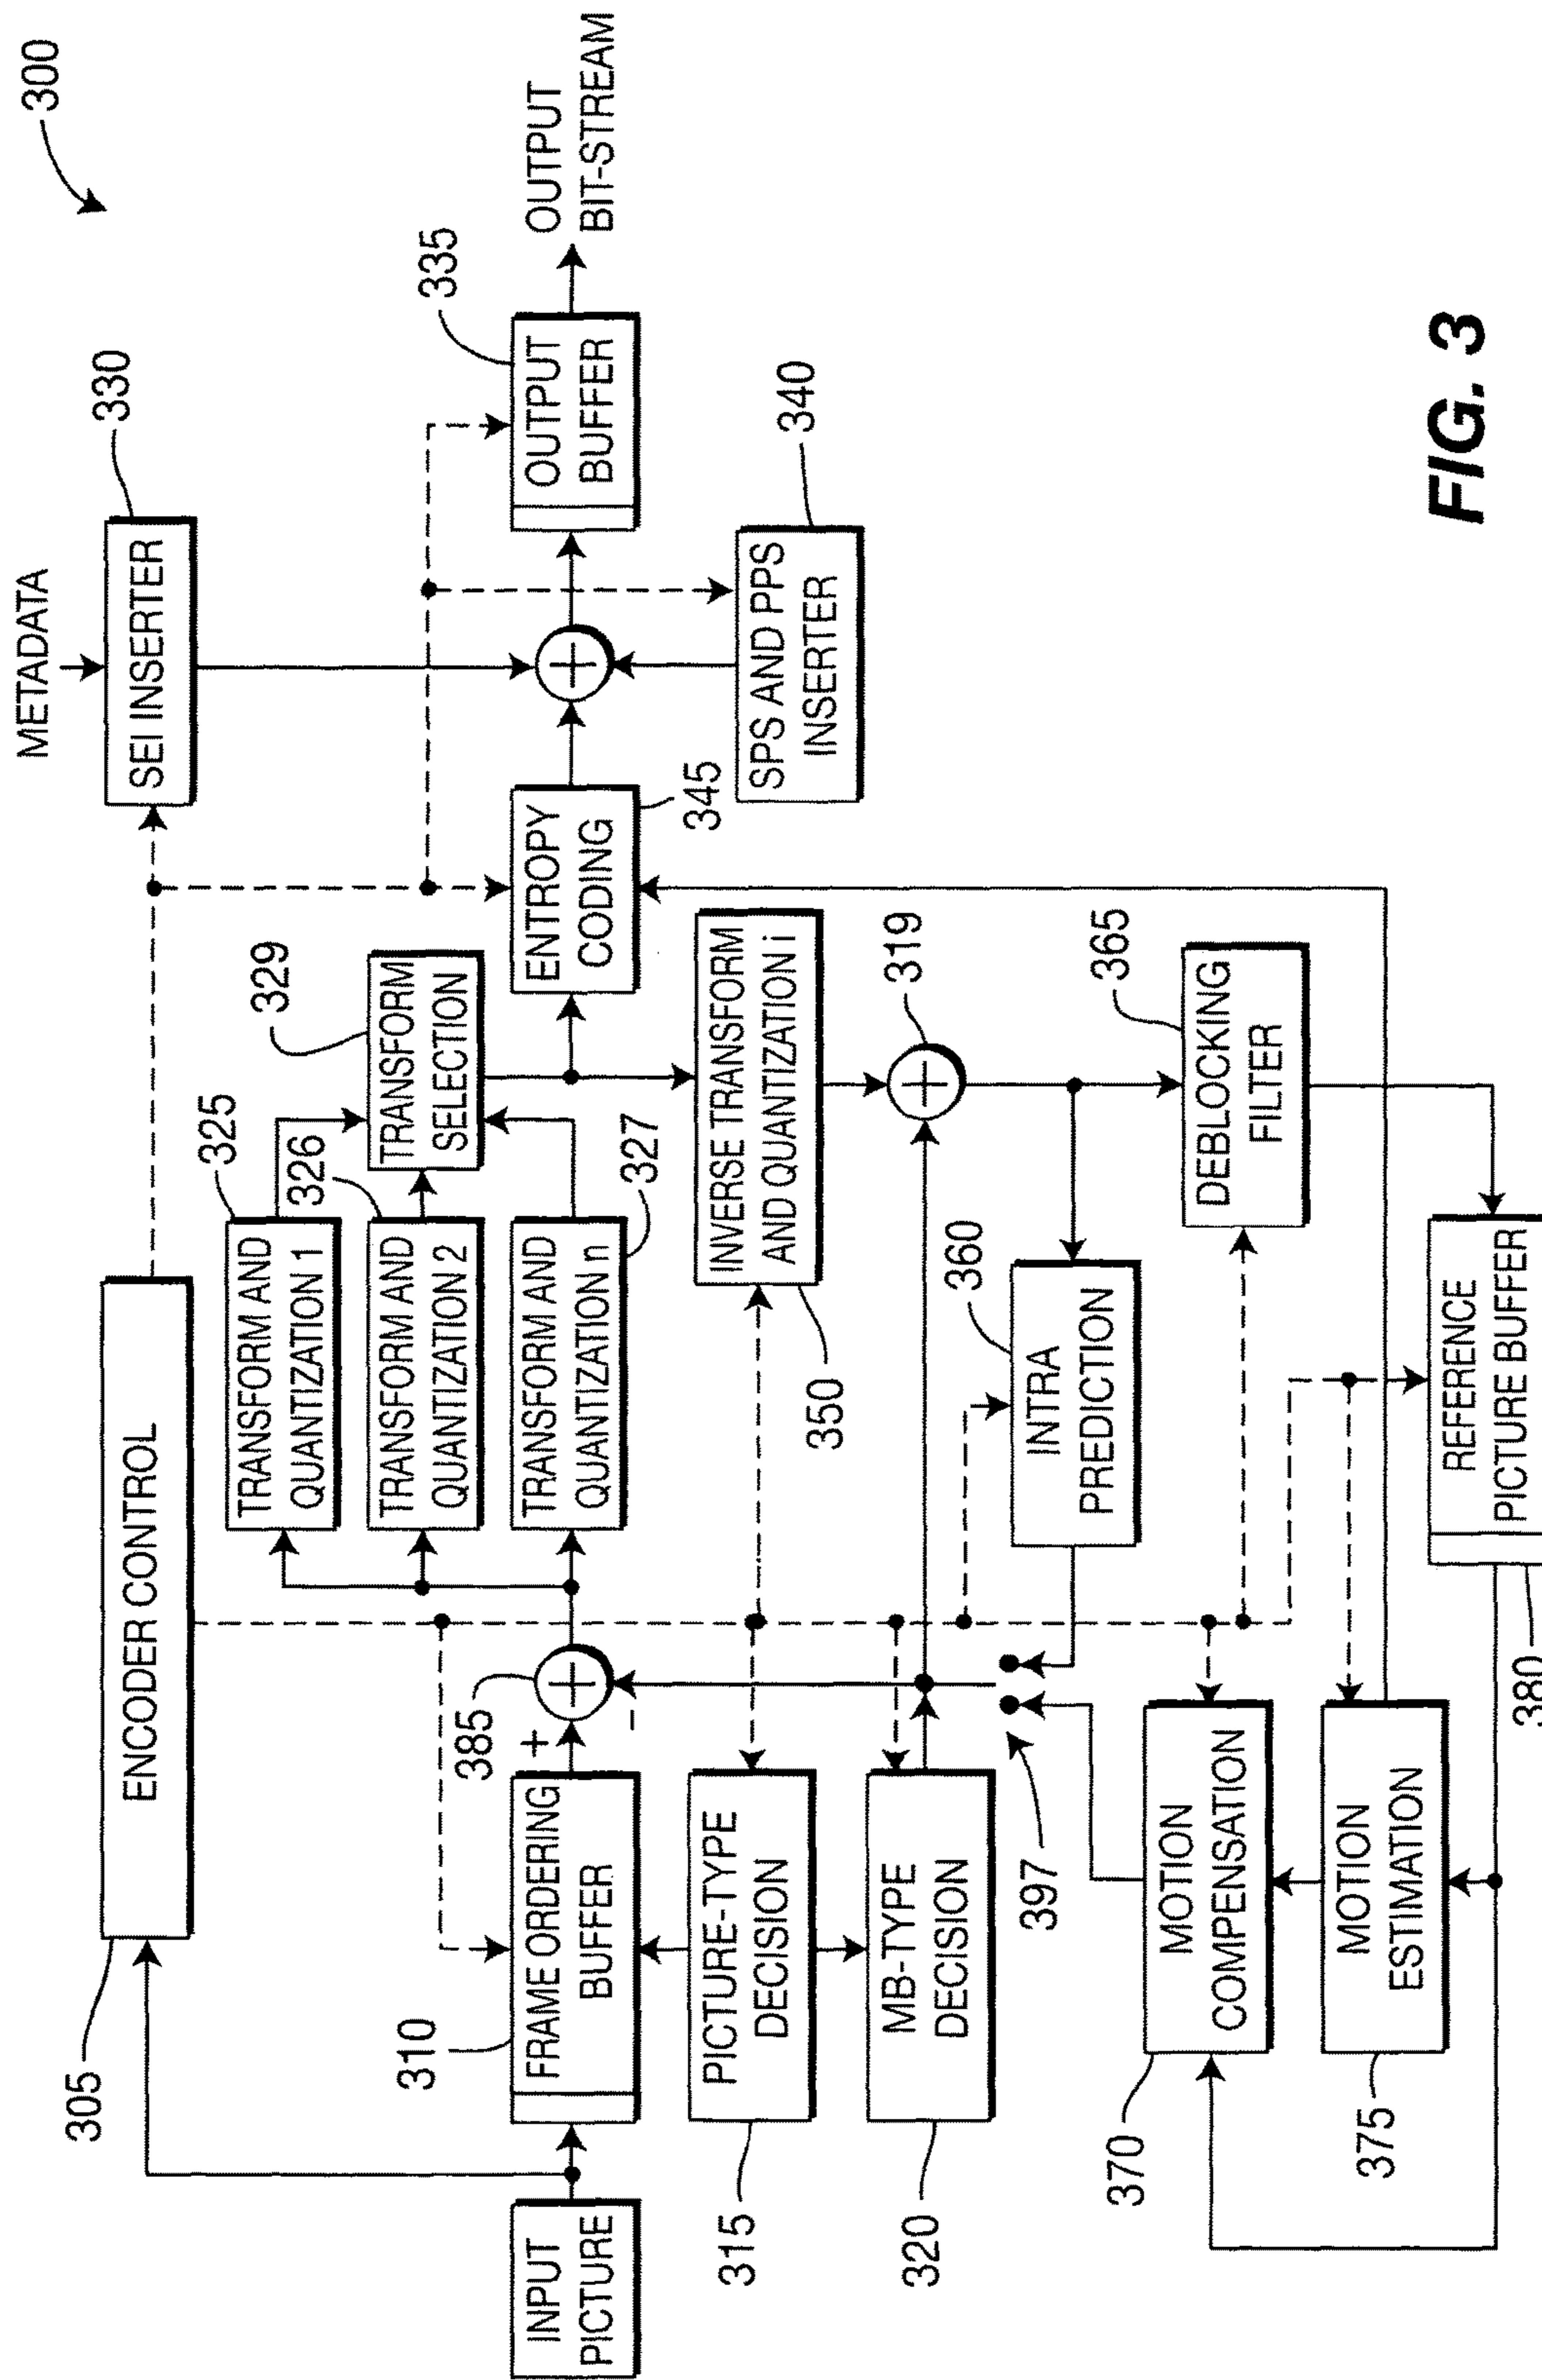 300
METADATA
330
SEI INSERTER
ENCODER CONTROL
305
325
TRANSFORM AND
QUANTIZATION 1
326
TRANSFORM AND
QUANTIZATION 2
327
TRANSFORM AND
QUANTIZATION n
329
TRANSFORM
SELECTION
335
OUTPUT
BUFFER
OUTPUT
BIT-STREAM
INPUT
PICTURE
310
FRAME ORDERING
BUFFER
385
+
−
+
ENTROPY
CODING
345
+
340
SPS AND PPS
INSERTER
315
PICTURE-TYPE
DECISION
INVERSE TRANSFORM
AND QUANTIZATION i
350
320
MB-TYPE
DECISION
319
+
397
360
INTRA
PREDICTION
365
DEBLOCKING
FILTER
370
MOTION
COMPENSATION
375
MOTION
ESTIMATION
380
REFERENCE
PICTURE BUFFER
FIG. 3